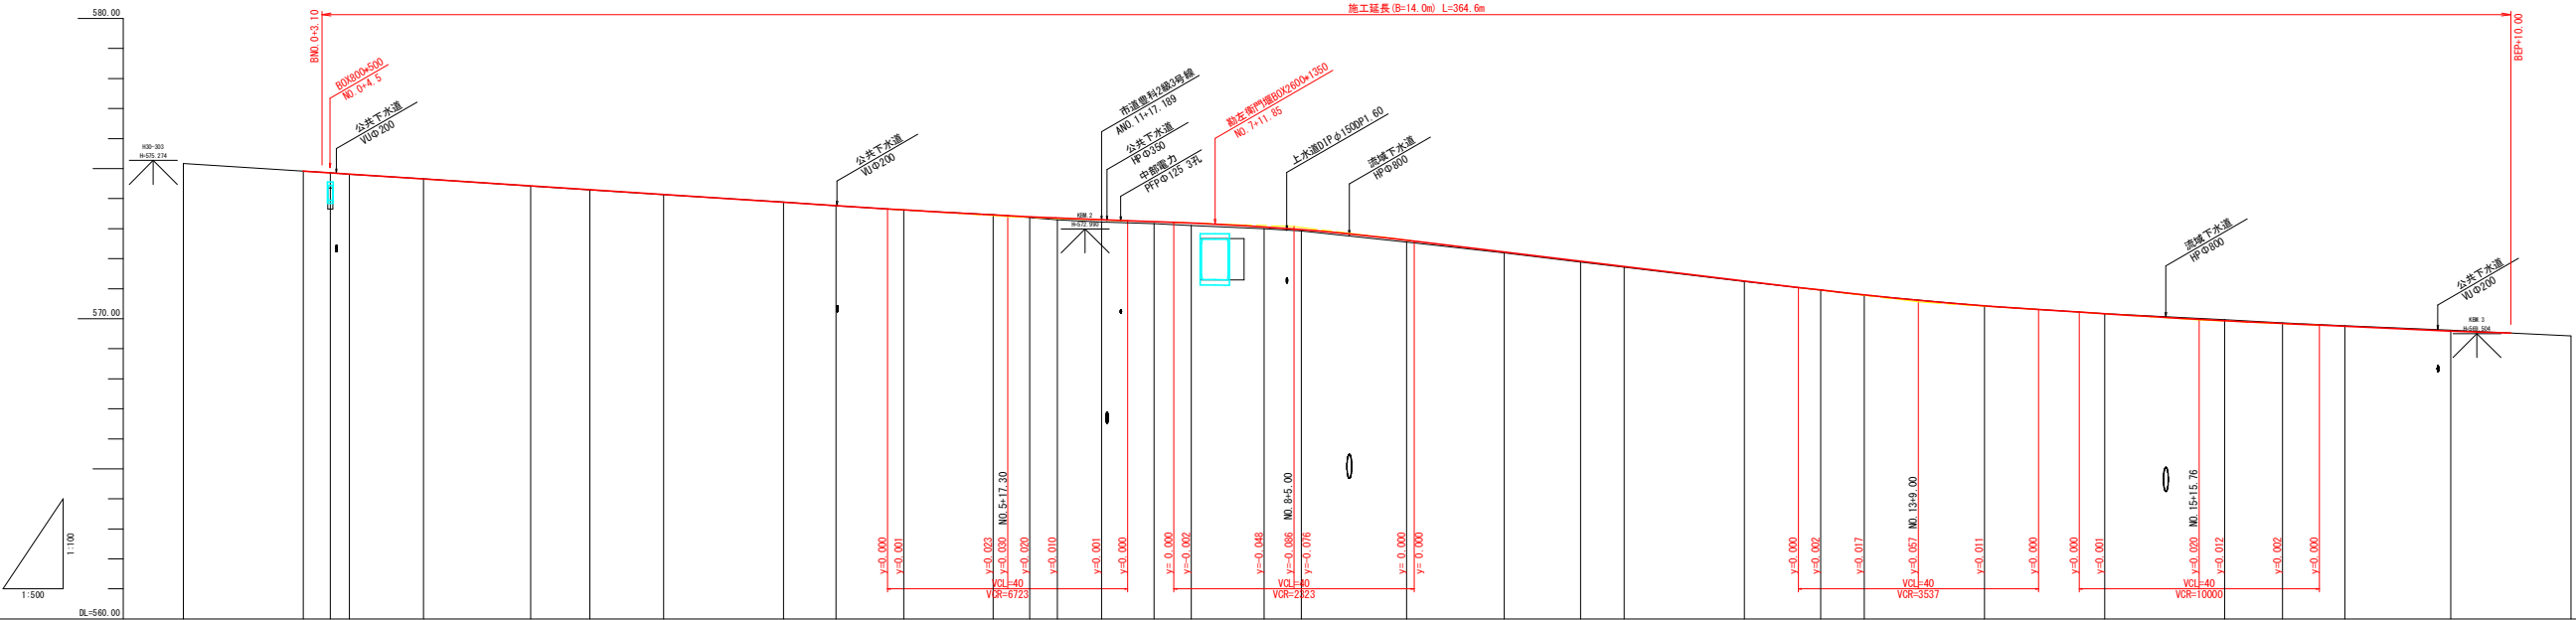 580.00
施工延長(B=14.0m) L=364.6m
BNO.0+3.10
BEP+10.00
BOX800*500
NO.0+4.5
公共下水道
VUΦ200
H30-303
H=575.274
公共下水道
VUΦ200
市道豊科2級3号線
ANO.11+17.189
公共下水道
HPΦ350
中部電力
PFPΦ125 3孔
勘左衛門堰BOX2600*1350
NO.7+11.85
上水道DIPφ150DP1.60
流域下水道
HPΦ800
KBM.2
H=572.990
流域下水道
HPΦ800
公共下水道
VUΦ200
KBM.3
H=569.504
570.00
1:100
1:500
DL=560.00
y=0.000
y=0.001
y=0.023
NO.5+17.30
y=0.030
y=0.020
y=0.010
y=0.001
y=0.000
VCL=40
VCR=6723
y= 0.000
y=-0.002
y=-0.048
NO.8+5.00
y=-0.086
y=-0.076
y= 0.000
y= 0.000
VCL=40
VCR=2323
y=0.000
y=0.002
y=0.017
NO.13+9.00
y=0.057
y=0.011
y=0.000
VCL=40
VCR=3537
y=0.000
y=0.001
NO.15+15.76
y=0.020
y=0.012
y=0.002
y=0.000
VCL=40
VCR=10000